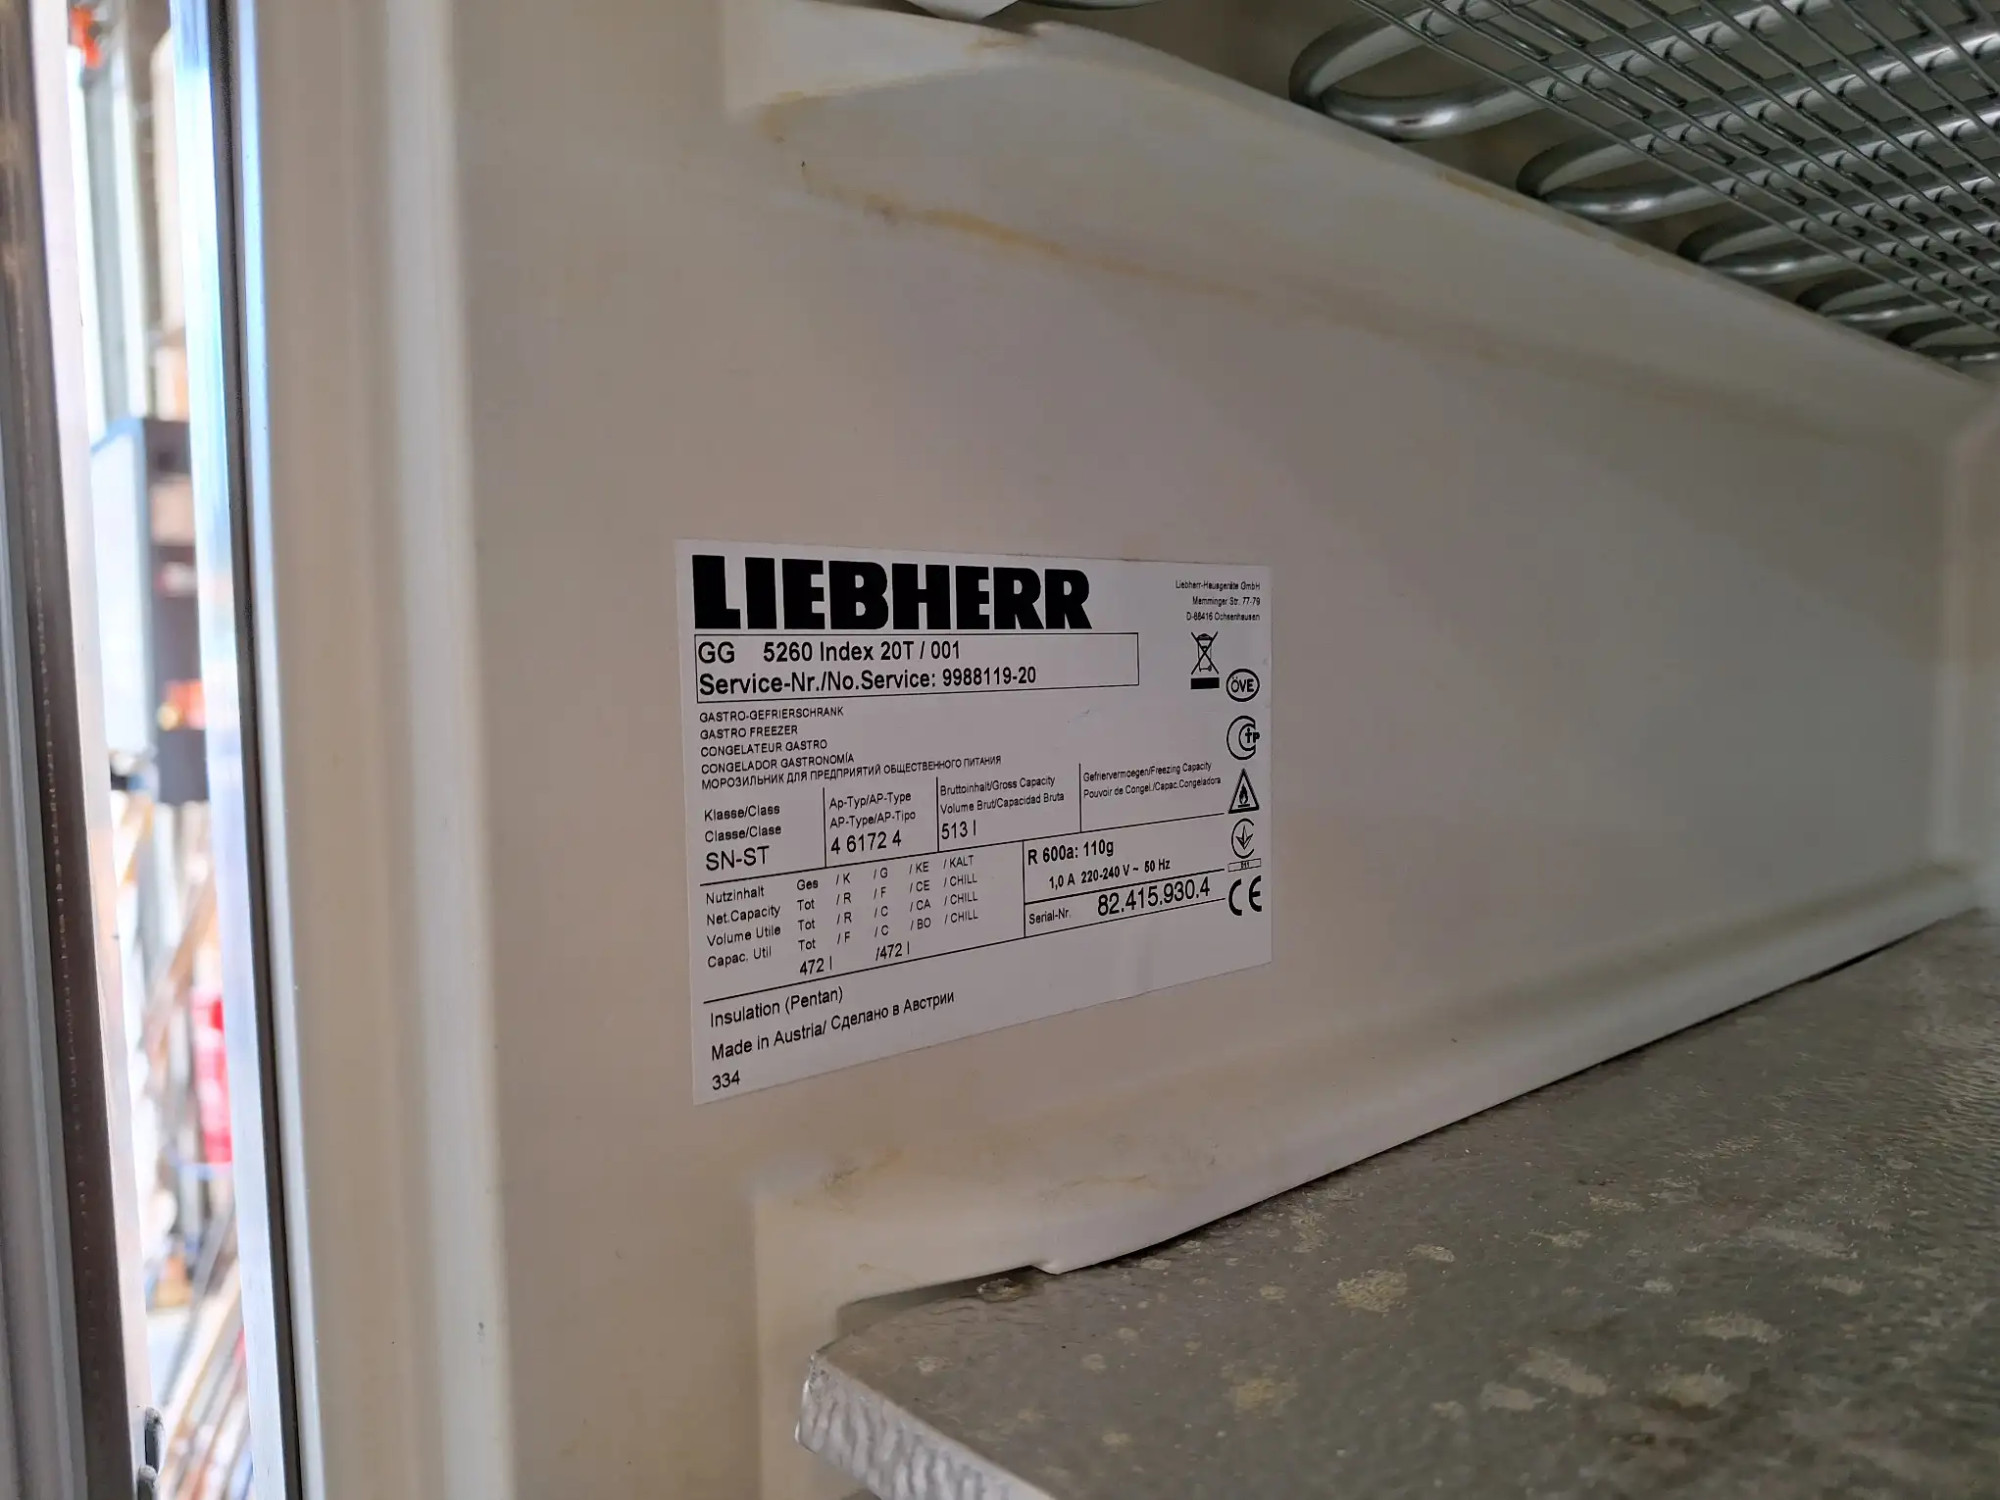 LIEBHERR
Liebherr-Hausgeräte GmbH
Memminger Str. 77-79
D-88416 Ochsenhausen
GG 5260 Index 20T / 001
Service-Nr./No.Service: 9988119-20
ÖVE
GASTRO-GEFRIERSCHRANK
GASTRO FREEZER
CONGELATEUR GASTRO
CONGELADOR GASTRONOMÍA
МОРОЗИЛЬНИК ДЛЯ ПРЕДПРИЯТИЙ ОБЩЕСТВЕННОГО ПИТАНИЯ
Klasse/Class
Classe/Clase
SN-ST
Ap-Typ/AP-Type
AP-Type/AP-Tipo
4 6172 4
Bruttoinhalt/Gross Capacity
Volume Brut/Capacidad Bruta
513 l
Gefriervermoegen/Freezing Capacity
Pouvoir de Congel./Capac.Congeladora
Nutzinhalt Ges / K / G / KE / KALT
Net.Capacity Tot / R / F / CE / CHILL
Volume Utile Tot / R / C / CA / CHILL
Capac. Util Tot / F / C / BO / CHILL
472 l /472 l
R 600a: 110g
1,0 A 220-240 V ~ 50 Hz
Serial-Nr. 82.415.930.4
CE
Insulation (Pentan)
Made in Austria/ Сделано в Австрии
334